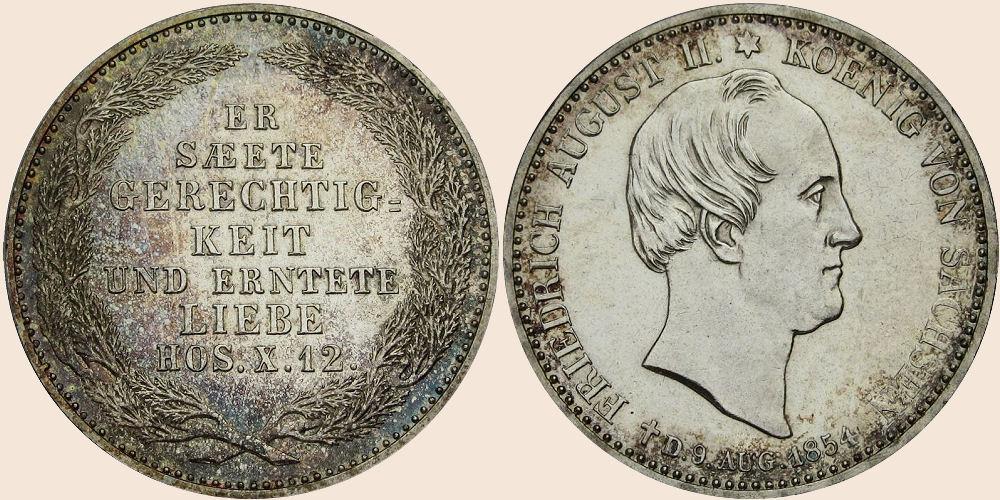 ER
SÆETE
GERECHTIG=
KEIT
UND ERNTETE
LIEBE
HOS. X. 12.
FRIEDRICH AUGUST II. ✶ KOENIG VON SACHSEN.
† D. 9. AUG. 1854